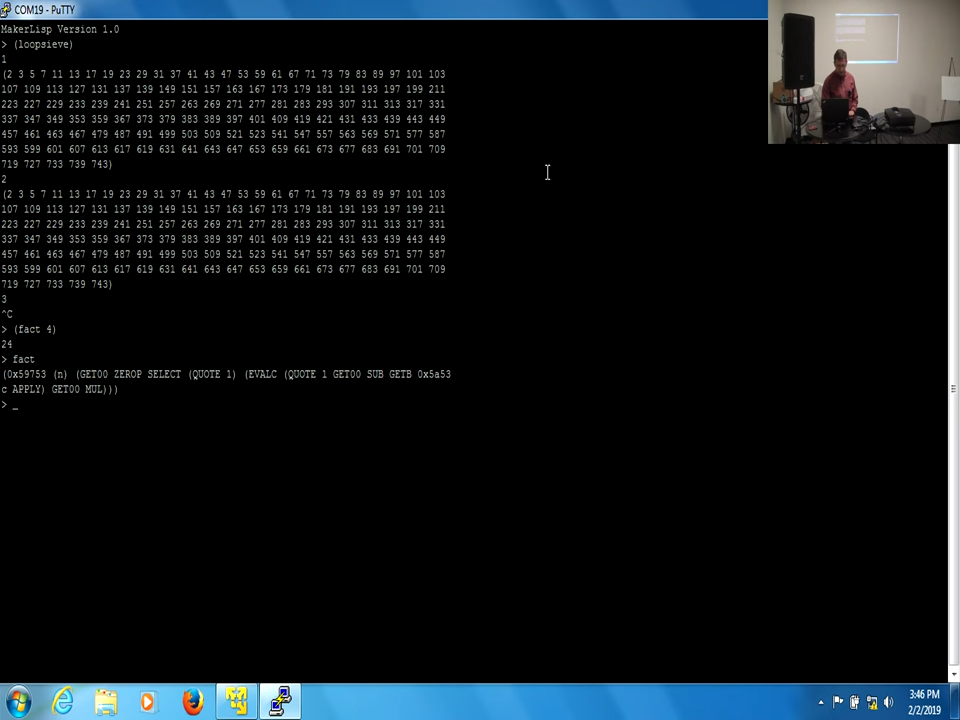 COM19 - PuTTY
MakerLisp Version 1.0
> (loopsieve)
1
(2 3 5 7 11 13 17 19 23 29 31 37 41 43 47 53 59 61 67 71 73 79 83 89 97 101 103
107 109 113 127 131 137 139 149 151 157 163 167 173 179 181 191 193 197 199 211
223 227 229 233 239 241 251 257 263 269 271 277 281 283 293 307 311 313 317 331
337 347 349 353 359 367 373 379 383 389 397 401 409 419 421 431 433 439 443 449
457 461 463 467 479 487 491 499 503 509 521 523 541 547 557 563 569 571 577 587
593 599 601 607 613 617 619 631 641 643 647 653 659 661 673 677 683 691 701 709
719 727 733 739 743)
2
(2 3 5 7 11 13 17 19 23 29 31 37 41 43 47 53 59 61 67 71 73 79 83 89 97 101 103
107 109 113 127 131 137 139 149 151 157 163 167 173 179 181 191 193 197 199 211
223 227 229 233 239 241 251 257 263 269 271 277 281 283 293 307 311 313 317 331
337 347 349 353 359 367 373 379 383 389 397 401 409 419 421 431 433 439 443 449
457 461 463 467 479 487 491 499 503 509 521 523 541 547 557 563 569 571 577 587
593 599 601 607 613 617 619 631 641 643 647 653 659 661 673 677 683 691 701 709
719 727 733 739 743)
3
^C
> (fact 4)
24
> fact
(0x59753 (n) (GET00 ZEROP SELECT (QUOTE 1) (EVALC (QUOTE 1 GET00 SUB GETB 0x5a53
c APPLY) GET00 MUL)))
> _
3:46 PM
2/2/2019